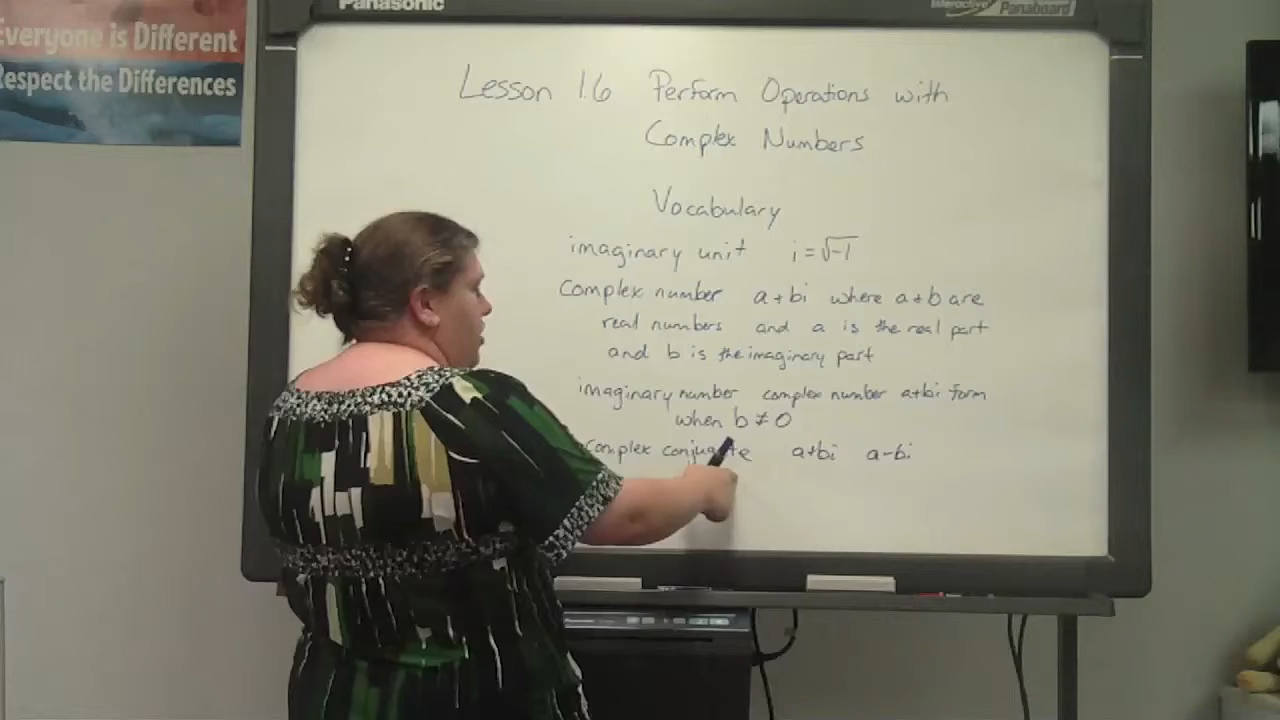 Everyone is Different
Respect the Differences
Panasonic
Interactive Panaboard
Lesson 1.6 Perform Operations with
Complex Numbers
Vocabulary
imaginary unit i = √-1
Complex number a + bi where a + b are
real numbers and a is the real part
and b is the imaginary part
imaginary number complex number a+bi form
when b ≠ 0
Complex conjugate a+bi a-bi